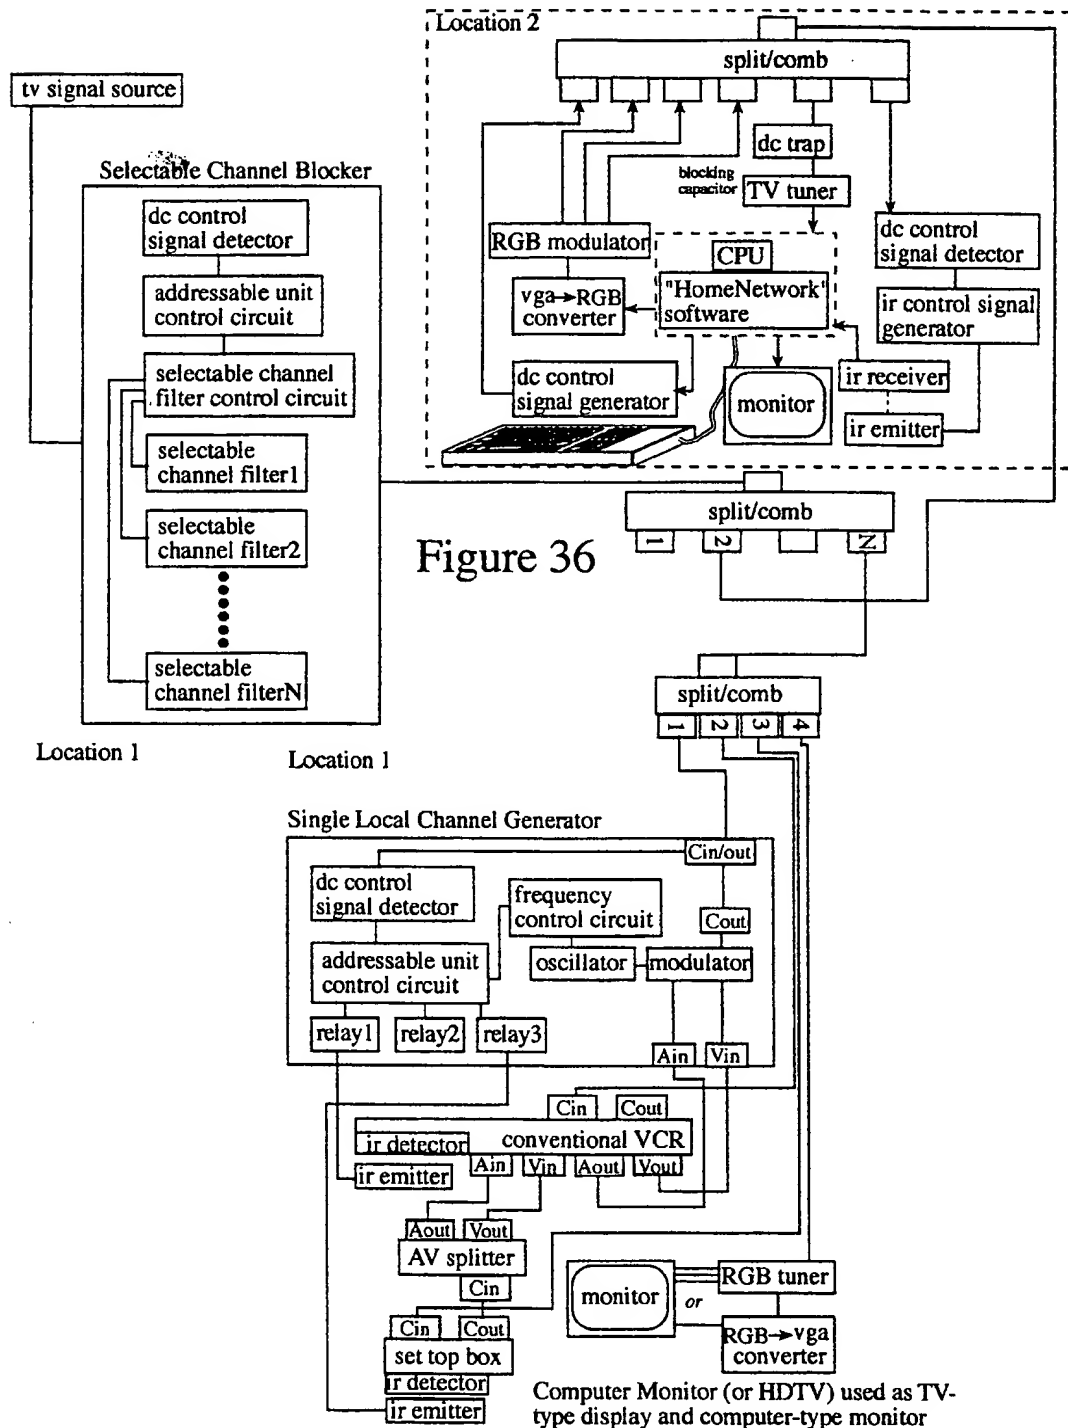 Location 2
split/comb
tv signal source
dc trap
blocking
capacitor
TV tuner
Selectable Channel Blocker
dc control
signal detector
addressable unit
control circuit
selectable channel
filter control circuit
selectable
channel filter1
selectable
channel filter2
selectable
channel filterN
Location 1
RGB modulator
vga→RGB
converter
CPU
"HomeNetwork"
software
dc control
signal detector
ir control signal
generator
dc control
signal generator
monitor
ir receiver
ir emitter
split/comb
1 2 N
Figure 36
split/comb
1 2 3 4
Location 1
Single Local Channel Generator
Cin/out
dc control
signal detector
frequency
control circuit
Cout
addressable unit
control circuit
oscillator
modulator
relay1
relay2
relay3
Ain
Vin
Cin
Cout
conventional VCR
ir detector
ir emitter
Ain
Vin
Aout
Vout
Aout
Vout
AV splitter
Cin
Cin
Cout
set top box
ir detector
ir emitter
monitor
or
RGB tuner
RGB→vga
converter
Computer Monitor (or HDTV) used as TV-
type display and computer-type monitor